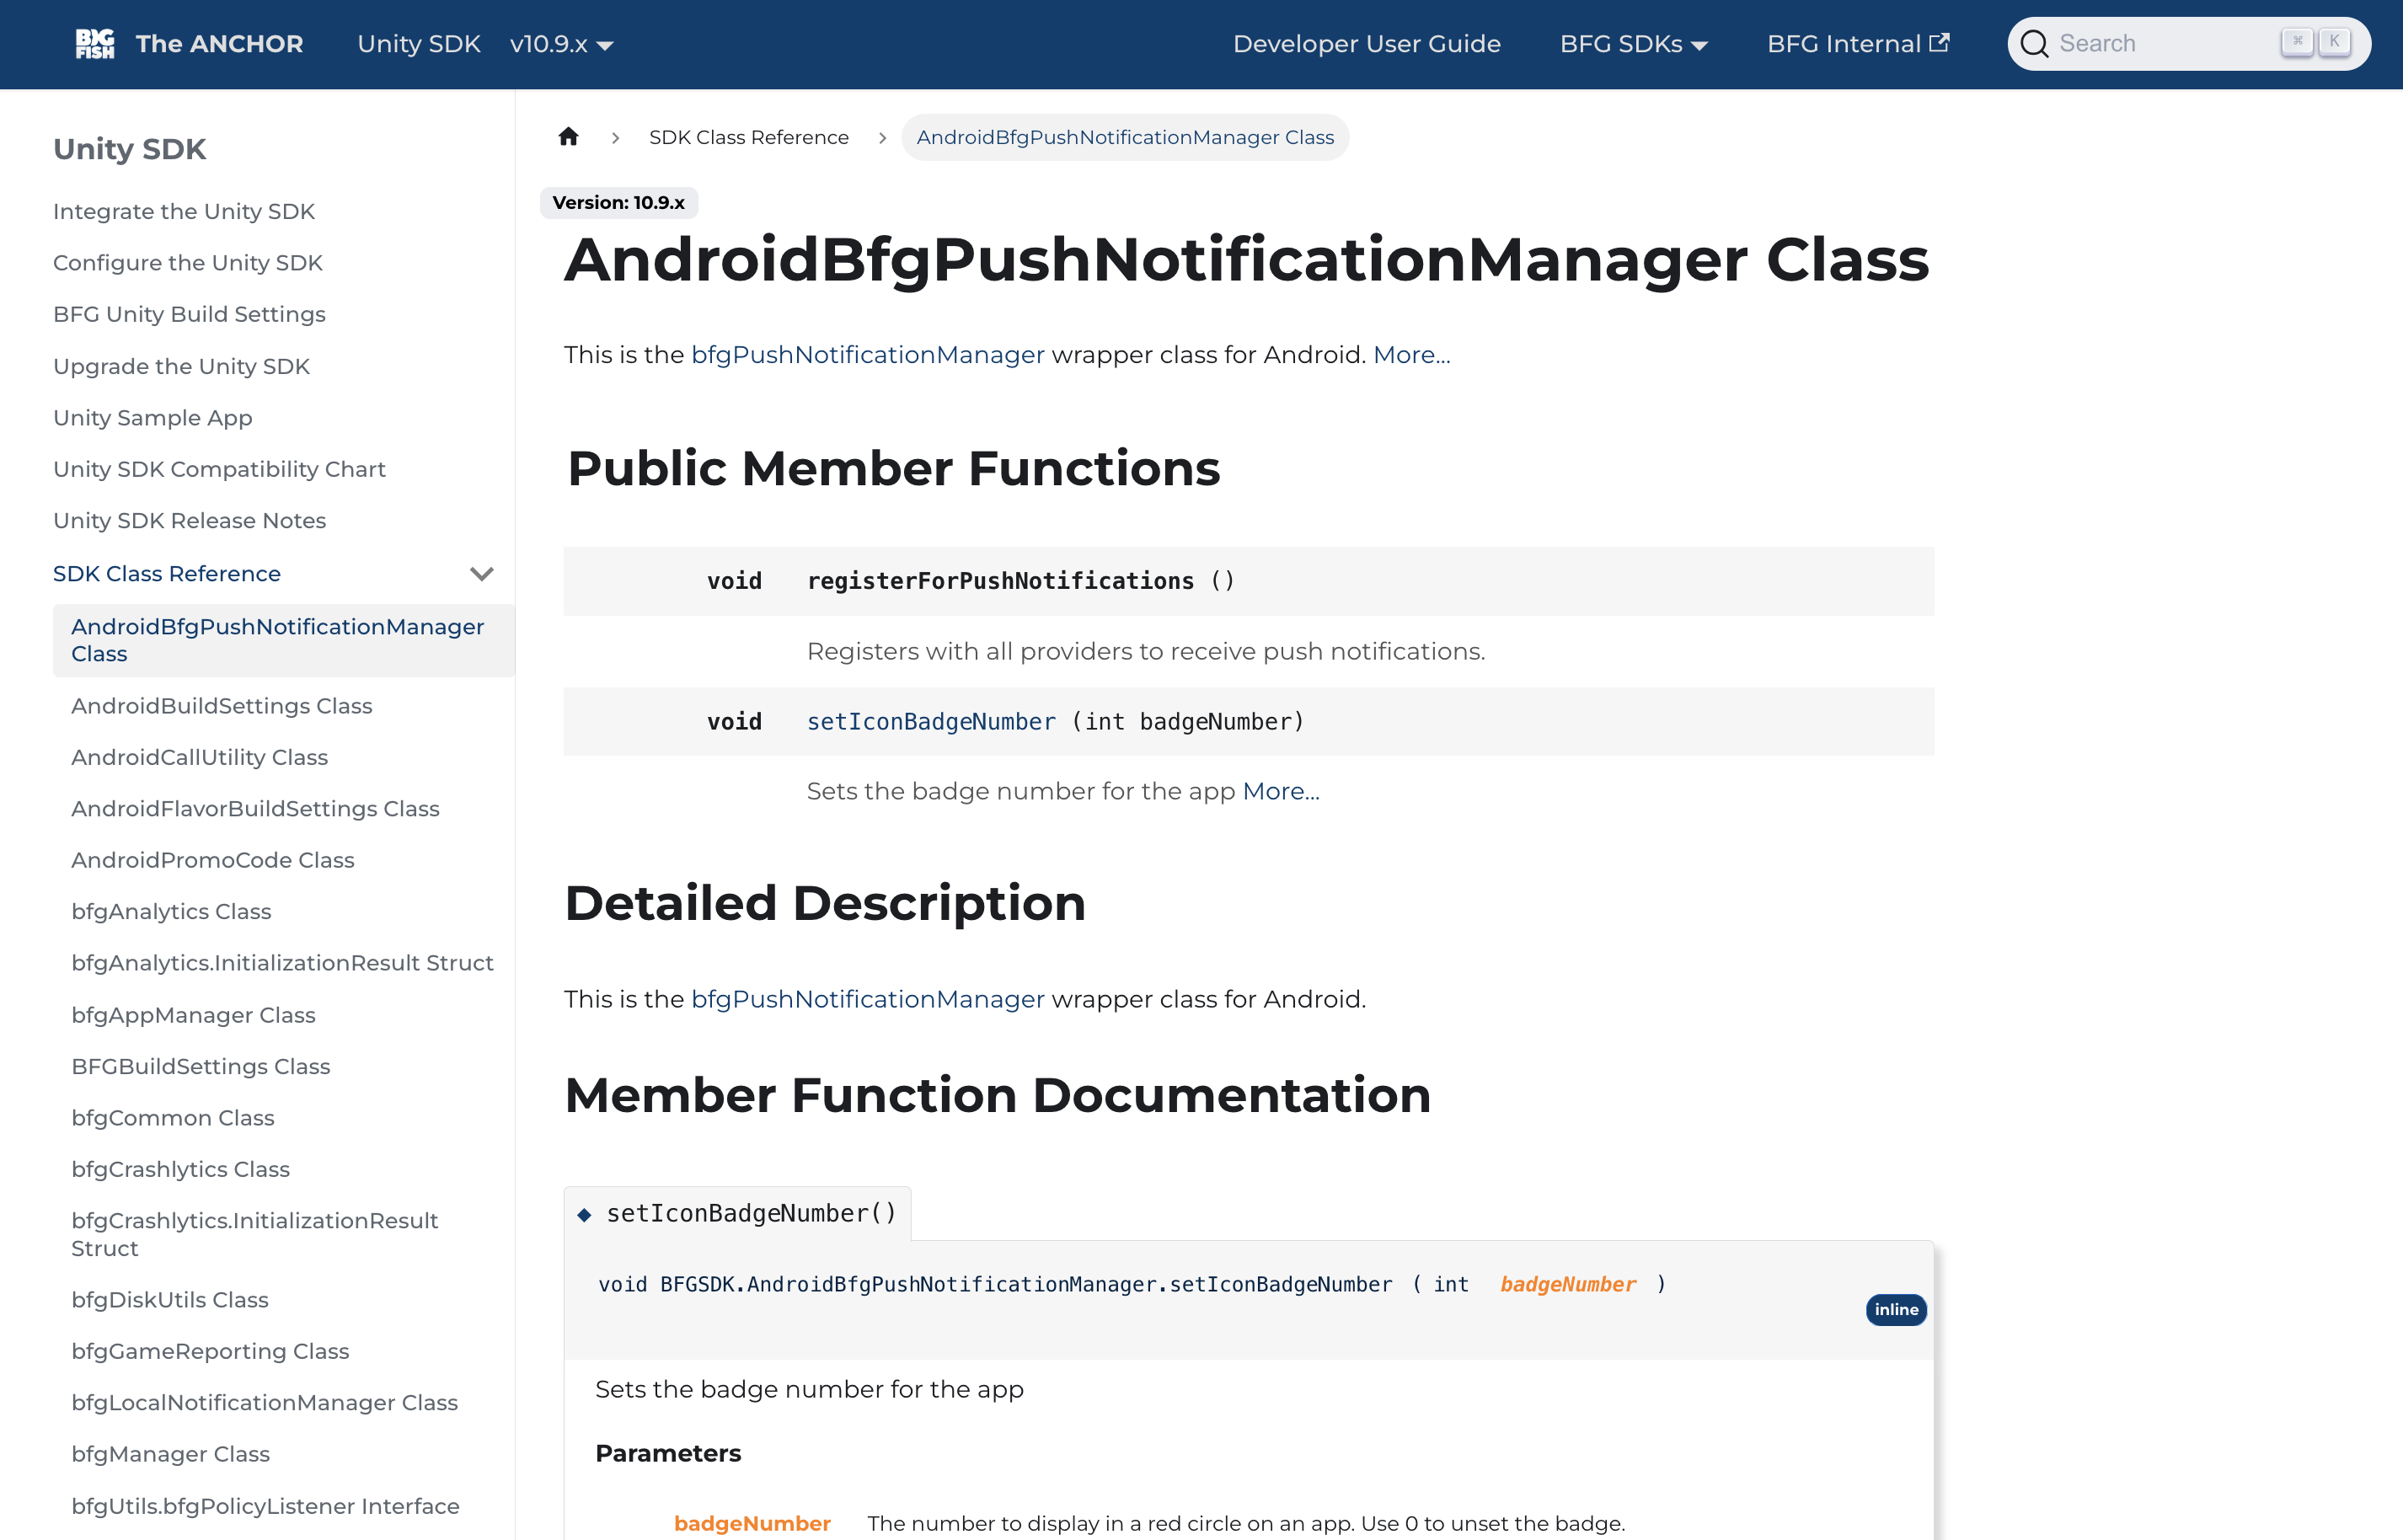 BIG FISH The ANCHOR Unity SDK v10.9.x Developer User Guide BFG SDKs BFG Internal Search ⌘ K
Unity SDK
Integrate the Unity SDK
Configure the Unity SDK
BFG Unity Build Settings
Upgrade the Unity SDK
Unity Sample App
Unity SDK Compatibility Chart
Unity SDK Release Notes
SDK Class Reference
AndroidBfgPushNotificationManager
Class
AndroidBuildSettings Class
AndroidCallUtility Class
AndroidFlavorBuildSettings Class
AndroidPromoCode Class
bfgAnalytics Class
bfgAnalytics.InitializationResult Struct
bfgAppManager Class
BFGBuildSettings Class
bfgCommon Class
bfgCrashlytics Class
bfgCrashlytics.InitializationResult
Struct
bfgDiskUtils Class
bfgGameReporting Class
bfgLocalNotificationManager Class
bfgManager Class
bfgUtils.bfgPolicyListener Interface
SDK Class Reference AndroidBfgPushNotificationManager Class
Version: 10.9.x
AndroidBfgPushNotificationManager Class
This is the bfgPushNotificationManager wrapper class for Android. More...
Public Member Functions
void registerForPushNotifications ()
Registers with all providers to receive push notifications.
void setIconBadgeNumber (int badgeNumber)
Sets the badge number for the app More...
Detailed Description
This is the bfgPushNotificationManager wrapper class for Android.
Member Function Documentation
◆ setIconBadgeNumber()
void BFGSDK.AndroidBfgPushNotificationManager.setIconBadgeNumber ( int badgeNumber )
inline
Sets the badge number for the app
Parameters
badgeNumber The number to display in a red circle on an app. Use 0 to unset the badge.